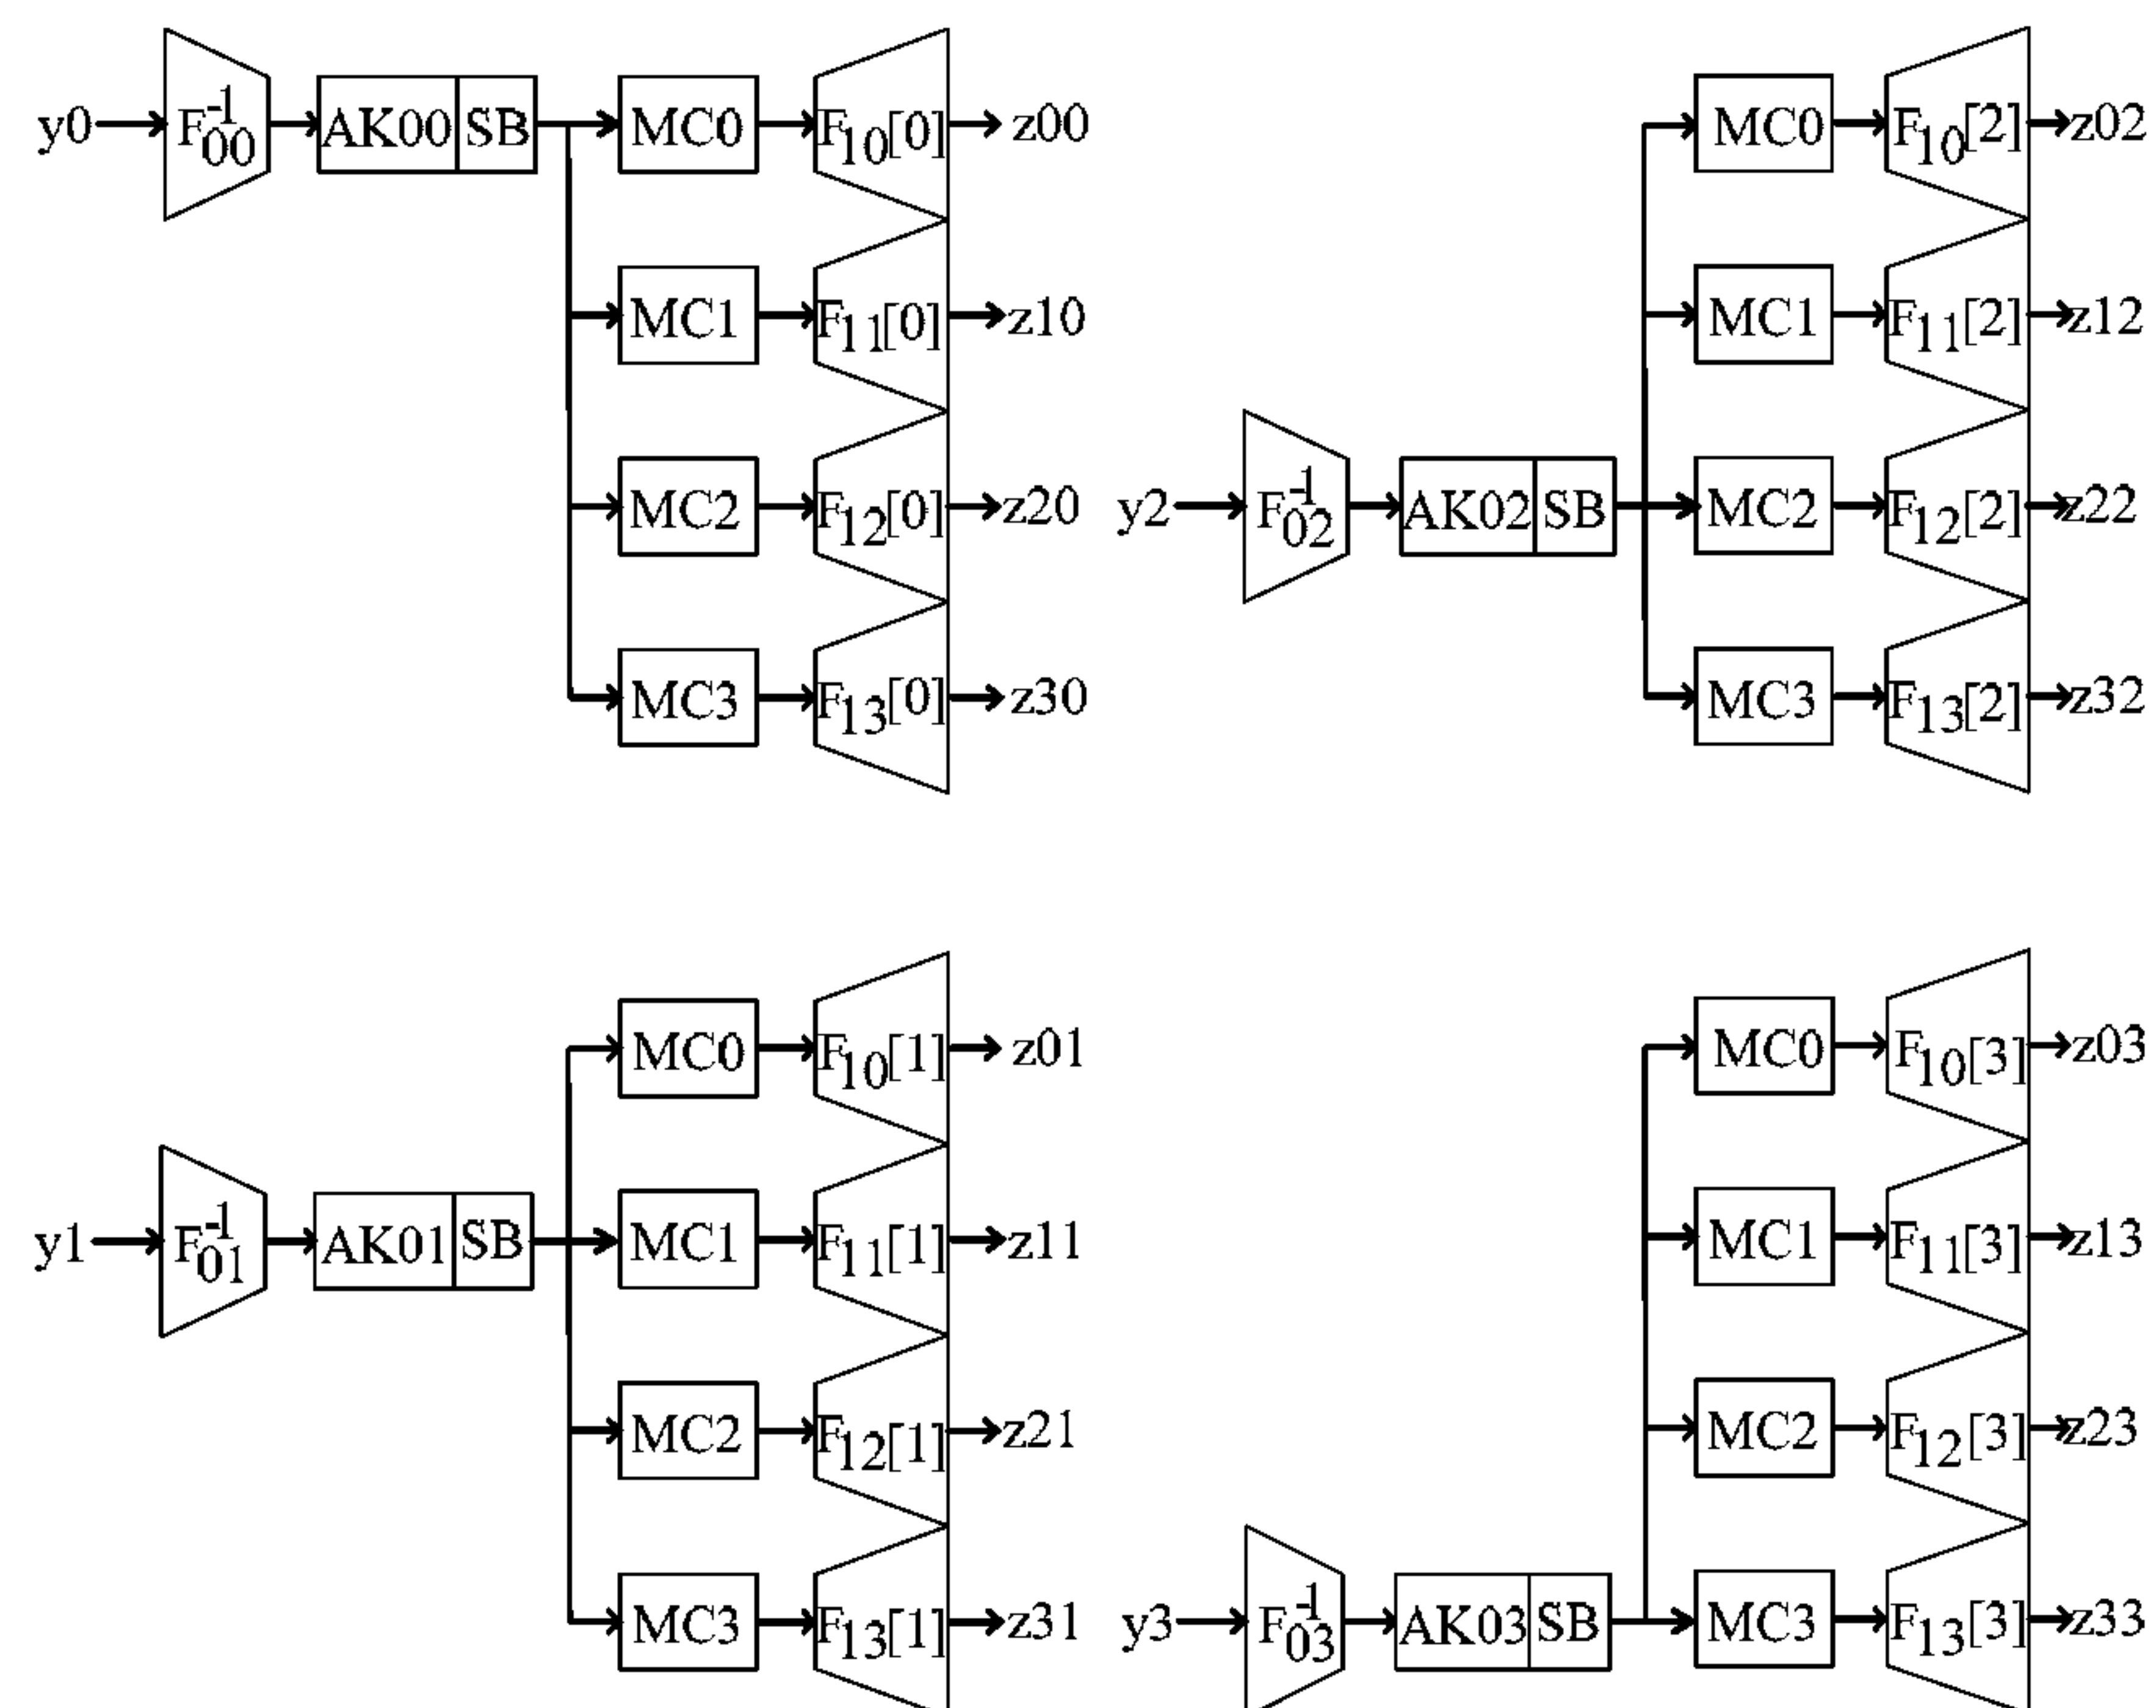 y0 F00^-1 AK00 SB MC0 F10[0] z00
MC1 F11[0] z10
MC2 F12[0] z20
MC3 F13[0] z30
MC0 F10[2] z02
MC1 F11[2] z12
y2 F02^-1 AK02 SB MC2 F12[2] z22
MC3 F13[2] z32
MC0 F10[1] z01
y1 F01^-1 AK01 SB MC1 F11[1] z11
MC2 F12[1] z21
MC3 F13[1] z31
MC0 F10[3] z03
MC1 F11[3] z13
MC2 F12[3] z23
y3 F03^-1 AK03 SB MC3 F13[3] z33